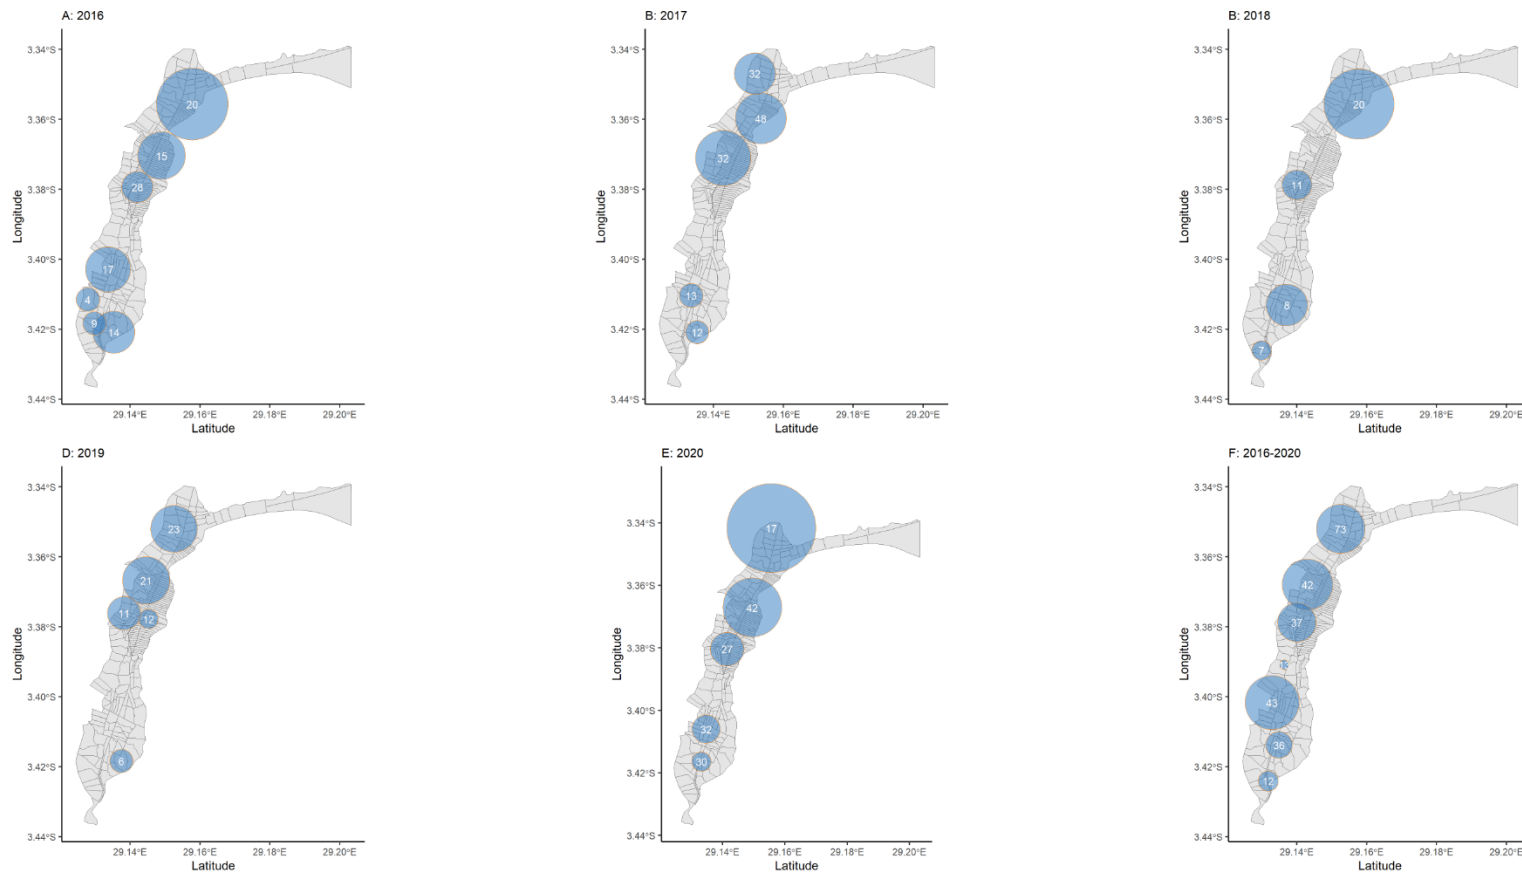 A: 2016
3.34°S
3.36°S
3.38°S
3.40°S
3.42°S
3.44°S
Longitude
20
15
28
17
4
9
14
29.14°E 29.16°E 29.18°E 29.20°E
Latitude
B: 2017
3.34°S
3.36°S
3.38°S
3.40°S
3.42°S
3.44°S
Longitude
32
48
32
13
12
29.14°E 29.16°E 29.18°E 29.20°E
Latitude
B: 2018
3.34°S
3.36°S
3.38°S
3.40°S
3.42°S
3.44°S
Longitude
20
11
8
7
29.14°E 29.16°E 29.18°E 29.20°E
Latitude
D: 2019
3.34°S
3.36°S
3.38°S
3.40°S
3.42°S
3.44°S
Longitude
23
21
11
12
6
29.14°E 29.16°E 29.18°E 29.20°E
Latitude
E: 2020
3.34°S
3.36°S
3.38°S
3.40°S
3.42°S
3.44°S
Longitude
17
42
27
32
30
29.14°E 29.16°E 29.18°E 29.20°E
Latitude
F: 2016-2020
3.34°S
3.36°S
3.38°S
3.40°S
3.42°S
3.44°S
Longitude
73
42
37
43
36
12
29.14°E 29.16°E 29.18°E 29.20°E
Latitude